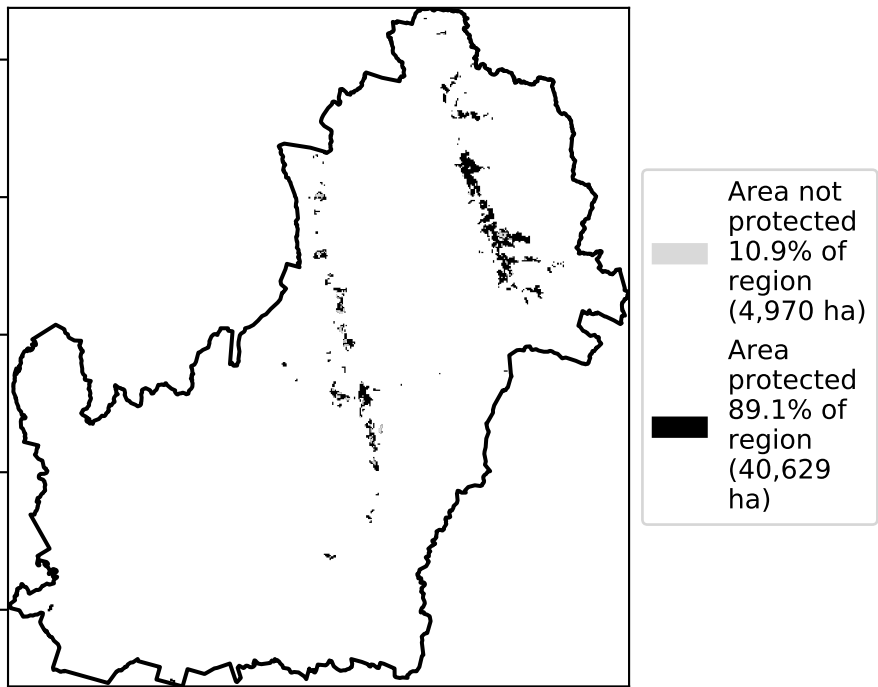 Area not
protected
10.9% of
region
(4,970 ha)
Area
protected
89.1% of
region
(40,629
ha)